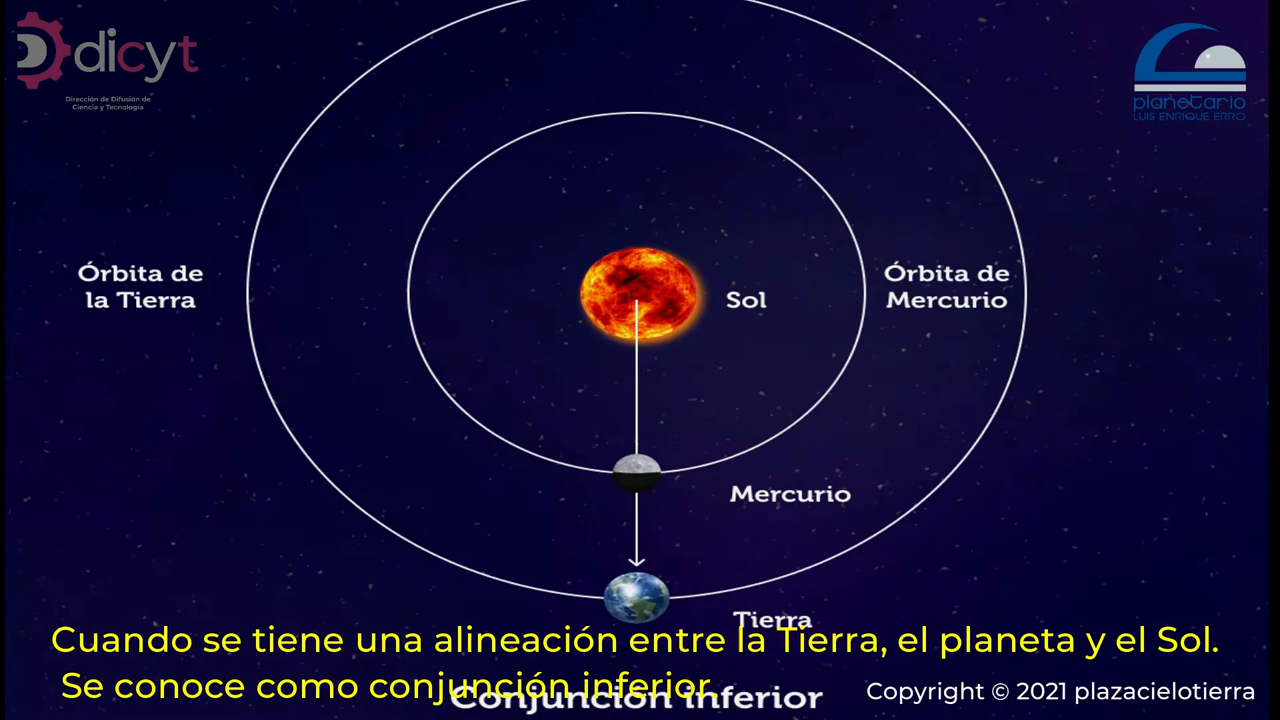 dicyt
Dirección de Difusión de
Ciencia y Tecnología
planetario
LUIS ENRIQUE ERRO
Órbita de
la Tierra
Sol
Órbita de
Mercurio
Mercurio
Tierra
Cuando se tiene una alineación entre la Tierra, el planeta y el Sol.
Se conoce como conjunción inferior
Conjunción inferior
Copyright © 2021 plazacielotierra